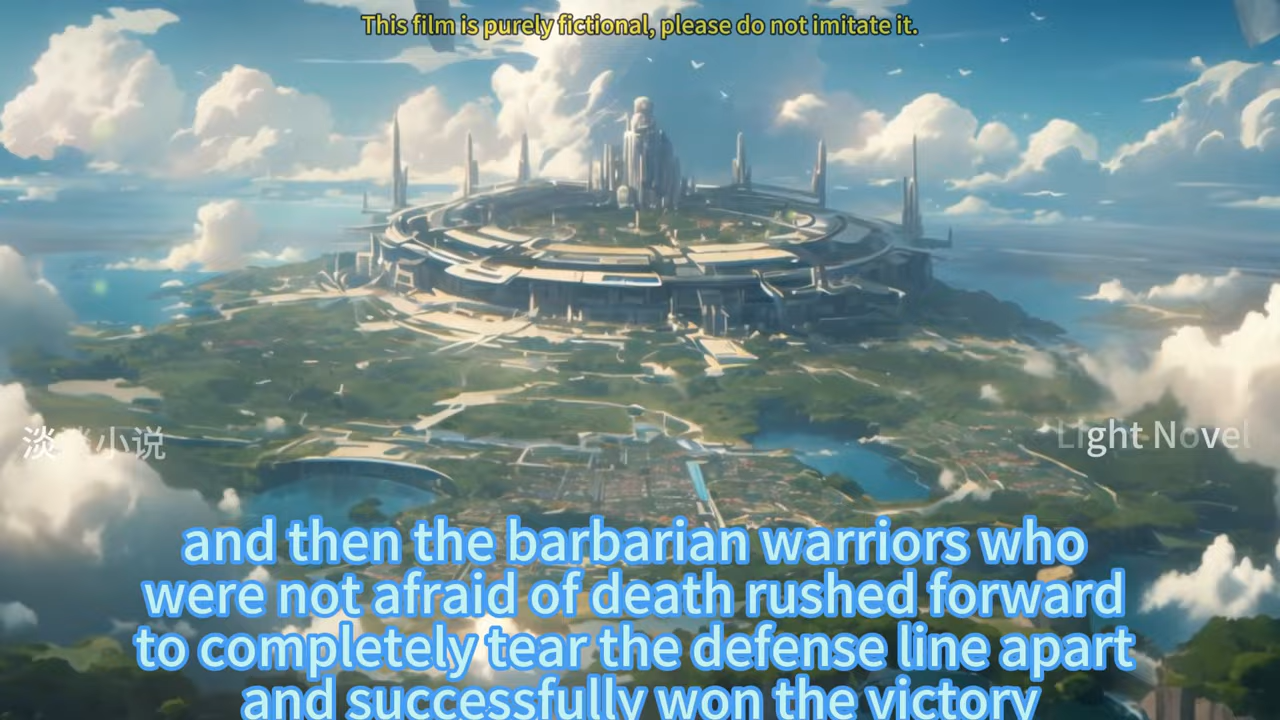 This film is purely fictional, please do not imitate it.
淡淡小说
Light Novel
and then the barbarian warriors who
were not afraid of death rushed forward
to completely tear the defense line apart
and successfully won the victory